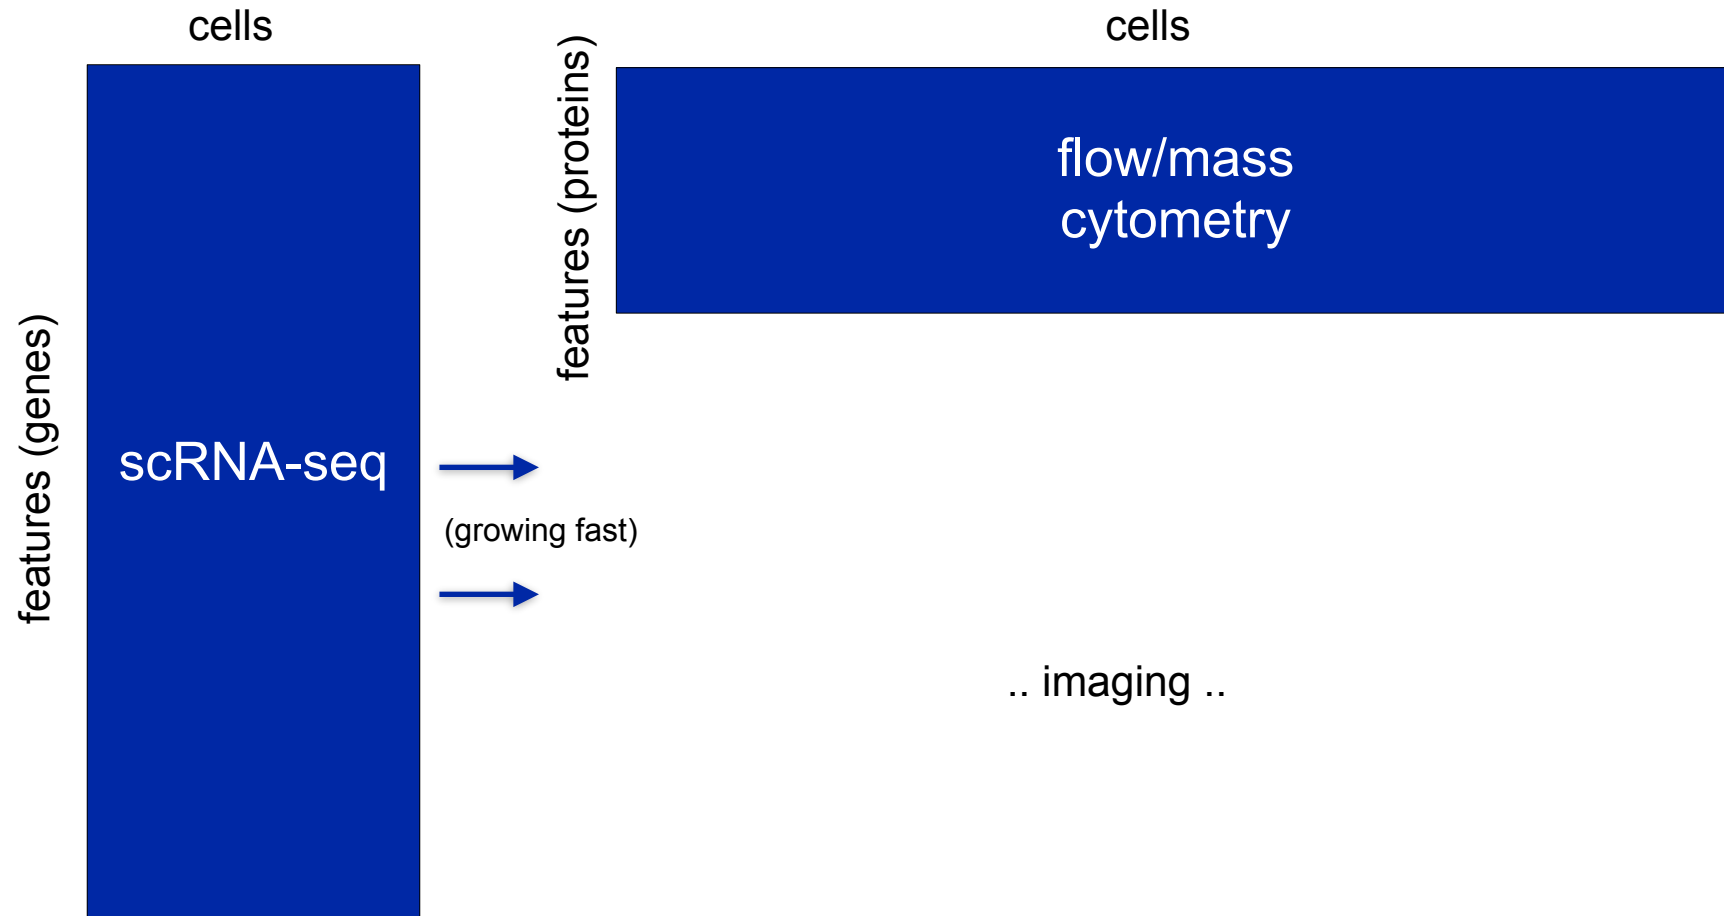 cells
features (genes)
scRNA-seq
(growing fast)
cells
features (proteins)
flow/mass
cytometry
.. imaging ..